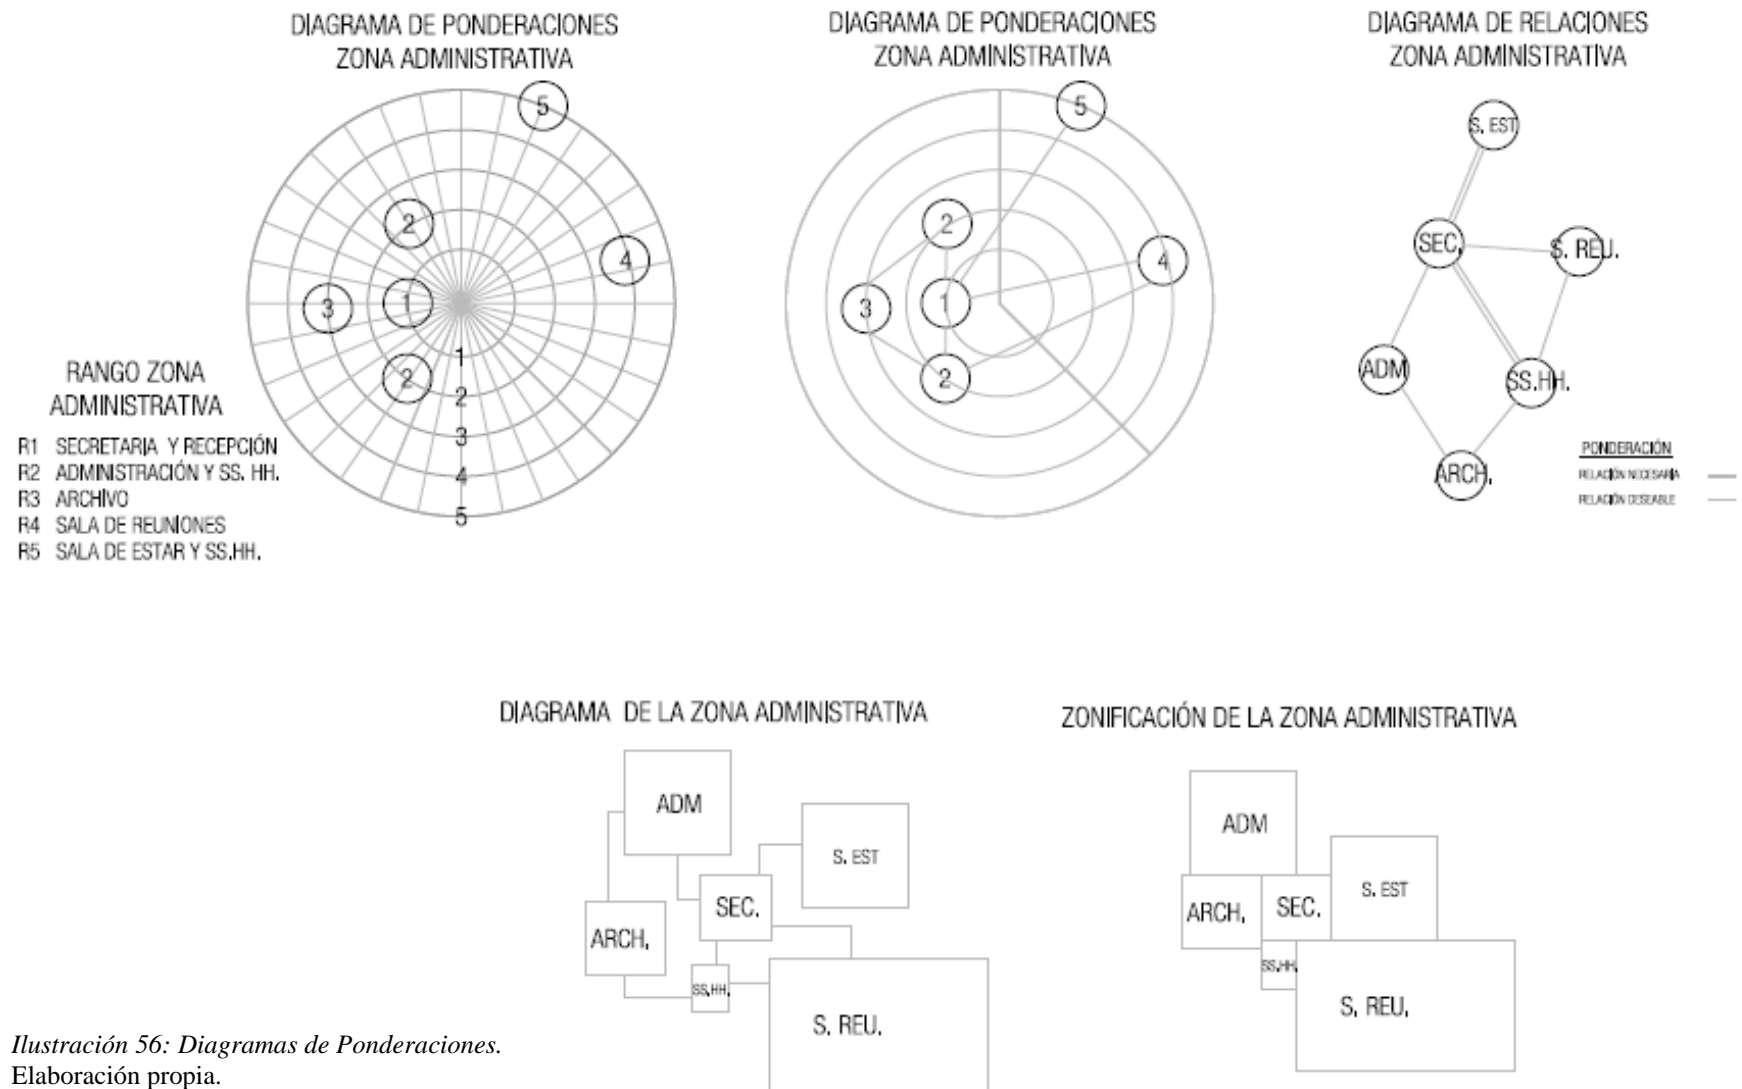 DIAGRAMA DE PONDERACIONES
ZONA ADMINISTRATIVA
5
2
4
1
3
2
1
2
3
4
5
RANGO ZONA
ADMINISTRATIVA
R1 SECRETARIA Y RECEPCIÓN
R2 ADMINISTRACIÓN Y SS. HH.
R3 ARCHIVO
R4 SALA DE REUNIONES
R5 SALA DE ESTAR Y SS.HH.
DIAGRAMA DE PONDERACIONES
ZONA ADMINISTRATIVA
5
2
4
1
3
2
DIAGRAMA DE RELACIONES
ZONA ADMINISTRATIVA
S. EST
SEC.
S. REU.
ADM
SS.HH.
ARCH.
PONDERACIÓN
RELACIÓN NECESARIA
RELACIÓN DESEABLE
DIAGRAMA DE LA ZONA ADMINISTRATIVA
ADM
S. EST
SEC.
ARCH.
SS.HH.
S. REU.
ZONIFICACIÓN DE LA ZONA ADMINISTRATIVA
ADM
S. EST
ARCH.
SEC.
SS.HH.
S. REU.
Ilustración 56: Diagramas de Ponderaciones.
Elaboración propia.